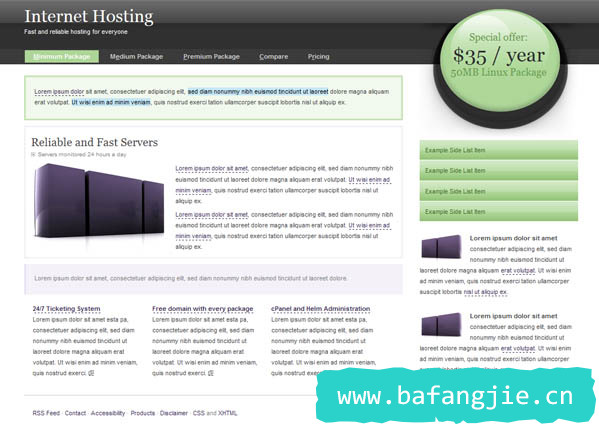 Internet Hosting
Fast and reliable hosting for everyone
Minimum Package Medium Package Premium Package Compare Pricing
Special offer:
$35 / year
50MB Linux Package
Lorem ipsum dolor sit amet, consectetuer adipiscing elit, sed diam nonummy nibh euismod tincidunt ut laoreet dolore magna aliquam
erat volutpat. Ut wisi enim ad minim veniam, quis nostrud exerci tation ullamcorper suscipit lobortis nisl ut aliquip ex.
Reliable and Fast Servers
Servers monitored 24 hours a day
Lorem ipsum dolor sit amet, consectetuer adipiscing elit, sed diam nonummy nibh
euismod tincidunt ut laoreet dolore magna aliquam erat volutpat. Ut wisi enim ad
minim veniam, quis nostrud exerci tation ullamcorper suscipit lobortis nisl ut
aliquip ex.
Lorem ipsum dolor sit amet, consectetuer adipiscing elit, sed diam nonummy nibh
euismod tincidunt ut laoreet dolore magna aliquam erat volutpat. Ut wisi enim ad
minim veniam, quis nostrud exerci tation ullamcorper suscipit lobortis nisl ut
aliquip ex.
Lorem ipsum dolor sit amet, consectetuer adipiscing elit, sed diam nonummy nibh euismod tincidunt ut laoreet dolore magna aliquam erat volutpat.
24/7 Ticketing System
Lorem ipsum dolor sit amet esta pa,
consectetuer adipiscing elit, sed diam
nonummy nibh euismod tincidunt ut
laoreet dolore magna aliquam erat
volutpat. Ut wisi enim ad minim veniam,
quis nostrud exerci.
Free domain with every package
Lorem ipsum dolor sit amet esta pa,
consectetuer adipiscing elit, sed diam
nonummy nibh euismod tincidunt ut
laoreet dolore magna aliquam erat
volutpat. Ut wisi enim ad minim veniam,
quis nostrud exerci.
cPanel and Helm Administration
Lorem ipsum dolor sit amet esta pa,
consectetuer adipiscing elit, sed diam
nonummy nibh euismod tincidunt ut
laoreet dolore magna aliquam erat
volutpat. Ut wisi enim ad minim
quis nostrud exerci.
Example Side List Item
Example Side List Item
Example Side List Item
Example Side List Item
Lorem ipsum dolor sit amet
consectetuer adipiscing elit, sed
diam nonummy nibh euismod
tincidunt ut laoreet dolore
magna aliquam erat volutpat. Ut wisi enim ad
minim veniam, quis nostrud exerci ullamcorper
suscipit lobortis nisl ut aliquip ex.
Lorem ipsum dolor sit amet
consectetuer adipiscing elit, sed
diam nonummy nibh euismod
tincidunt ut laoreet dolore
magna aliquam erat volutpat. Ut wisi enim ad
RSS Feed · Contact · Accessibility · Products · Disclaimer · CSS and XHTML
www.bafangjie.cn